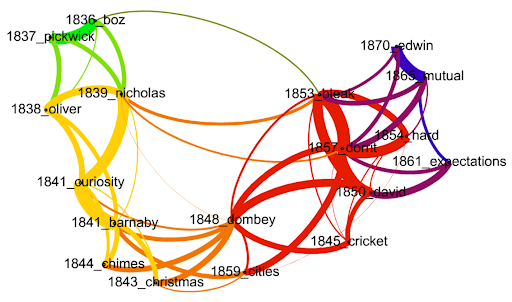 1836_boz
1837_pickwick
1870_edwin
1865_mutual
1839_nicholas
1853_bleak
1838_oliver
1854_hard
1857_dorrit
1861_expectations
1841_curiosity
1850_david
1841_barnaby
1848_dombey
1845_cricket
1844_chimes
1859_cities
1843_christmas